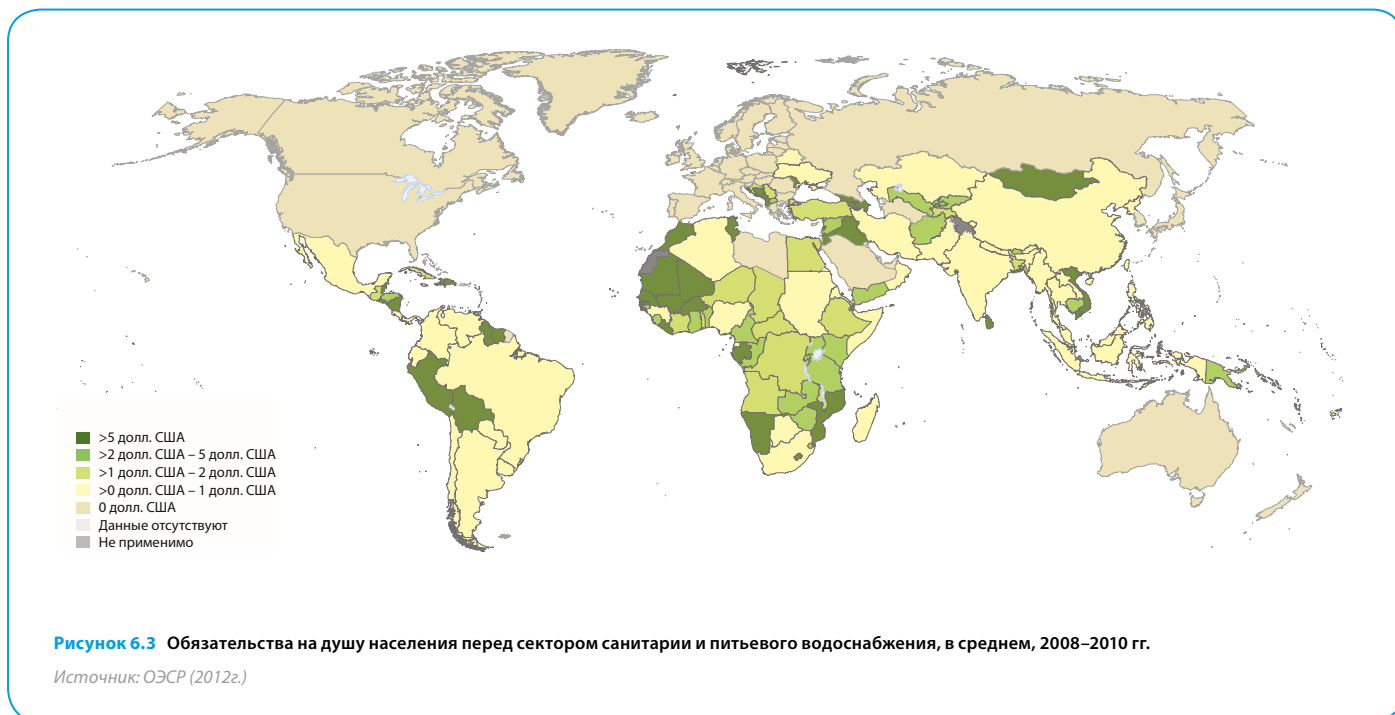 >5 долл. США
>2 долл. США – 5 долл. США
>1 долл. США – 2 долл. США
>0 долл. США – 1 долл. США
0 долл. США
Данные отсутствуют
Не применимо
Рисунок 6.3 Обязательства на душу населения перед сектором санитарии и питьевого водоснабжения, в среднем, 2008–2010 гг.
Источник: ОЭСР (2012г.)